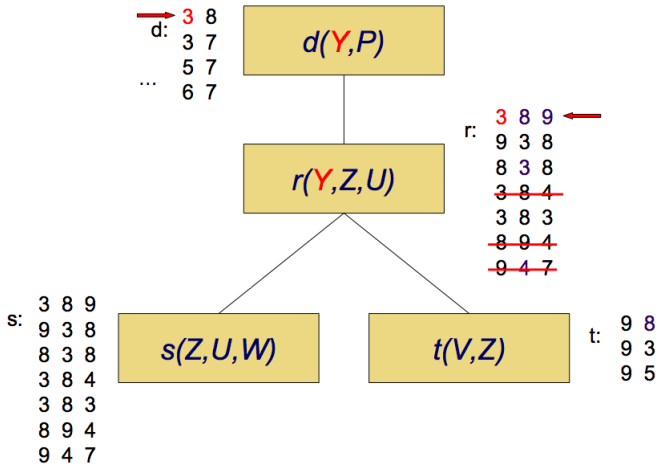 d:
3 8
3 7
5 7
...
6 7
d(Y,P)
r:
3 8 9
9 3 8
8 3 8
3 8 4
3 8 3
8 9 4
9 4 7
r(Y,Z,U)
s:
3 8 9
9 3 8
8 3 8
3 8 4
3 8 3
8 9 4
9 4 7
s(Z,U,W)
t(V,Z)
t:
9 8
9 3
9 5